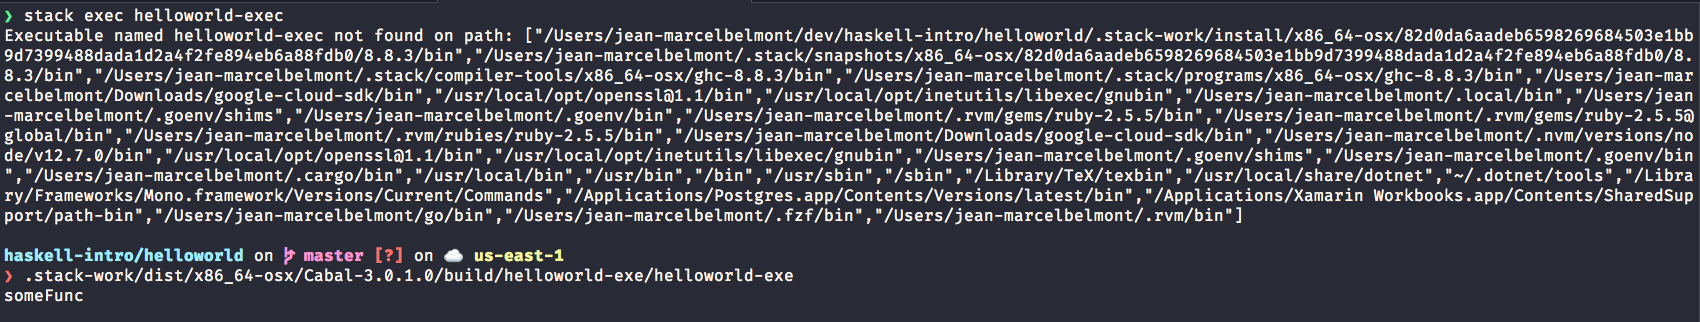 ❯ stack exec helloworld-exec
Executable named helloworld-exec not found on path: ["/Users/jean-marcelbelmont/dev/haskell-intro/helloworld/.stack-work/install/x86_64-osx/82d0da6aadeb6598269684503e1bb
9d7399488dada1d2a4f2fe894eb6a88fdb0/8.8.3/bin","/Users/jean-marcelbelmont/.stack/snapshots/x86_64-osx/82d0da6aadeb6598269684503e1bb9d7399488dada1d2a4f2fe894eb6a88fdb0/8.
8.3/bin","/Users/jean-marcelbelmont/.stack/compiler-tools/x86_64-osx/ghc-8.8.3/bin","/Users/jean-marcelbelmont/.stack/programs/x86_64-osx/ghc-8.8.3/bin","/Users/jean-mar
celbelmont/Downloads/google-cloud-sdk/bin","/usr/local/opt/openssl@1.1/bin","/usr/local/opt/inetutils/libexec/gnubin","/Users/jean-marcelbelmont/.local/bin","/Users/jean
-marcelbelmont/.goenv/shims","/Users/jean-marcelbelmont/.goenv/bin","/Users/jean-marcelbelmont/.rvm/gems/ruby-2.5.5/bin","/Users/jean-marcelbelmont/.rvm/gems/ruby-2.5.5@
global/bin","/Users/jean-marcelbelmont/.rvm/rubies/ruby-2.5.5/bin","/Users/jean-marcelbelmont/Downloads/google-cloud-sdk/bin","/Users/jean-marcelbelmont/.nvm/versions/no
de/v12.7.0/bin","/usr/local/opt/openssl@1.1/bin","/usr/local/opt/inetutils/libexec/gnubin","/Users/jean-marcelbelmont/.goenv/shims","/Users/jean-marcelbelmont/.goenv/bin
","/Users/jean-marcelbelmont/.cargo/bin","/usr/local/bin","/usr/bin","/bin","/usr/sbin","/sbin","/Library/TeX/texbin","/usr/local/share/dotnet","~/.dotnet/tools","/Libra
ry/Frameworks/Mono.framework/Versions/Current/Commands","/Applications/Postgres.app/Contents/Versions/latest/bin","/Applications/Xamarin Workbooks.app/Contents/SharedSup
port/path-bin","/Users/jean-marcelbelmont/go/bin","/Users/jean-marcelbelmont/.fzf/bin","/Users/jean-marcelbelmont/.rvm/bin"]
haskell-intro/helloworld on master [?] on ☁️ us-east-1
❯ .stack-work/dist/x86_64-osx/Cabal-3.0.1.0/build/helloworld-exe/helloworld-exe
someFunc